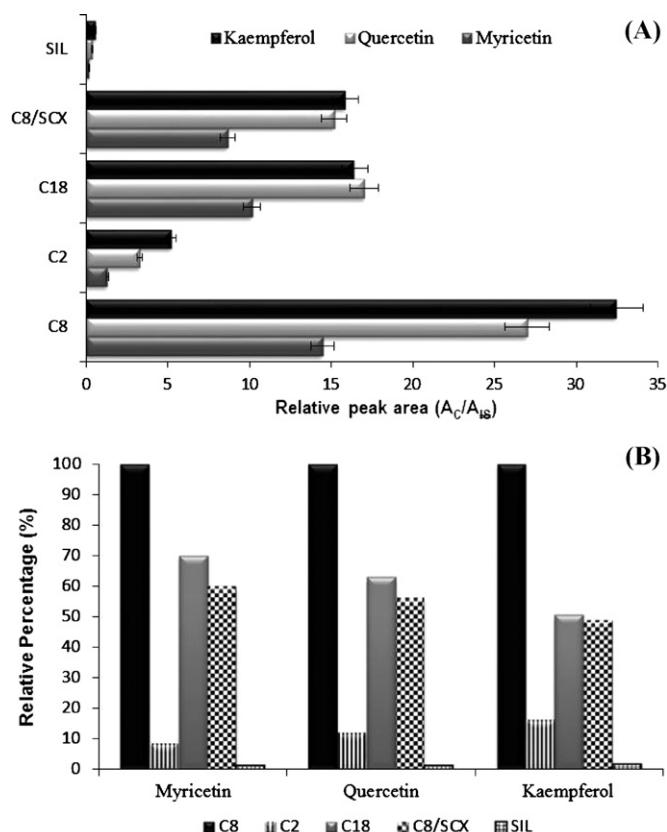 (A)
Kaempferol Quercetin Myricetin
SIL
C8/SCX
C18
C2
C8
0 5 10 15 20 25 30 35
Relative peak area (AC/AIS)
(B)
Relative Percentage (%)
100
90
80
70
60
50
40
30
20
10
0
Myricetin Quercetin Kaempferol
C8 C2 C18 C8/SCX SIL